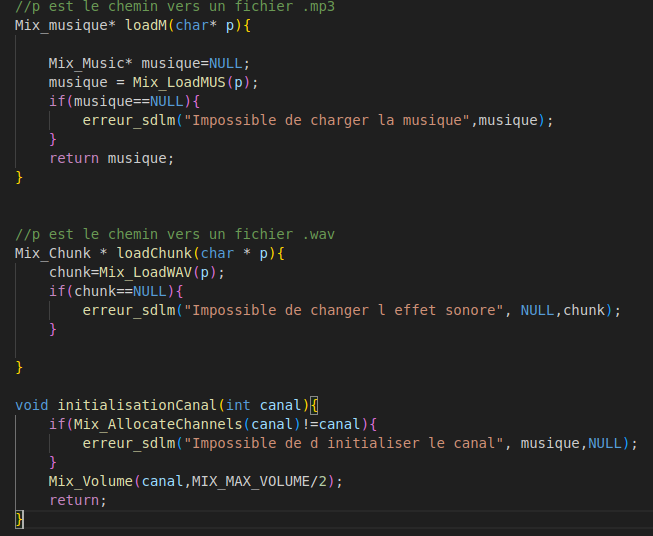 //p est le chemin vers un fichier .mp3
Mix_musique* loadM(char* p){
Mix_Music* musique=NULL;
musique = Mix_LoadMUS(p);
if(musique==NULL){
erreur_sdlm("Impossible de charger la musique",musique);
}
return musique;
}
//p est le chemin vers un fichier .wav
Mix_Chunk * loadChunk(char * p){
chunk=Mix_LoadWAV(p);
if(chunk==NULL){
erreur_sdlm("Impossible de changer l effet sonore", NULL,chunk);
}
}
void initialisationCanal(int canal){
if(Mix_AllocateChannels(canal)!=canal){
erreur_sdlm("Impossible de d initialiser le canal", musique,NULL);
}
Mix_Volume(canal,MIX_MAX_VOLUME/2);
return;
}